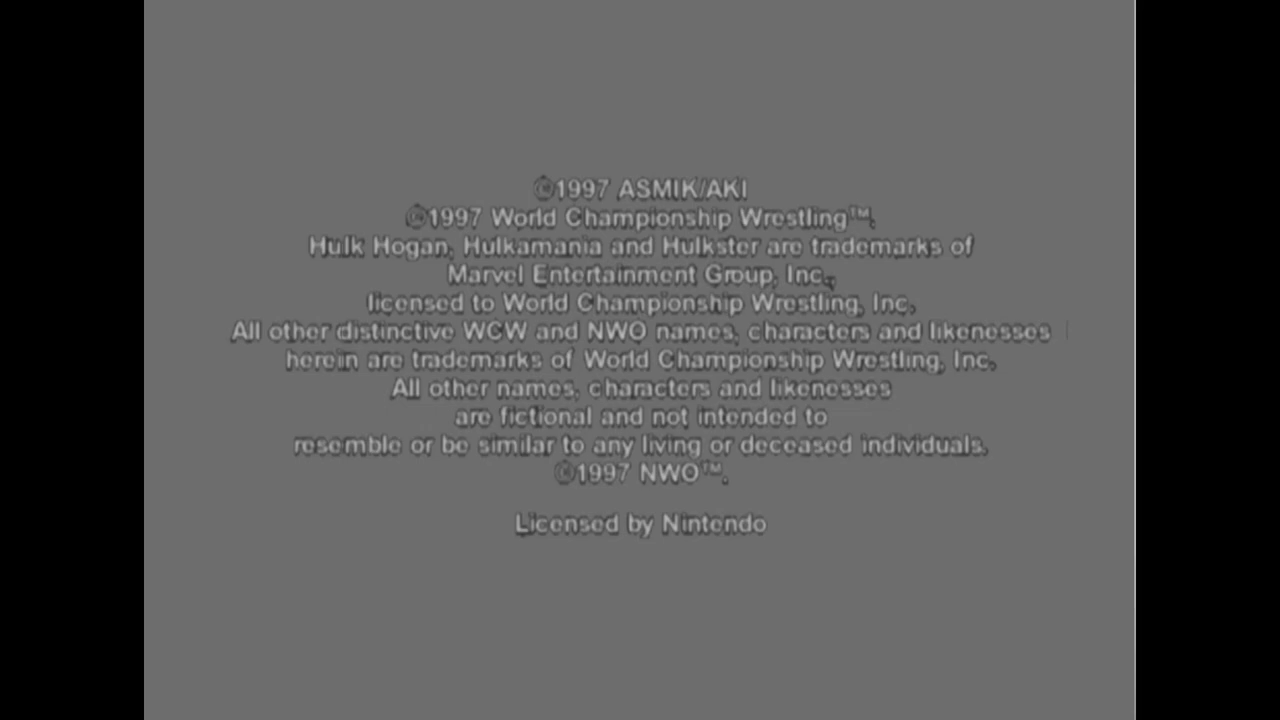 ©1997 ASMIK/AKI
©1997 World Championship Wrestling™.
Hulk Hogan, Hulkamania and Hulkster are trademarks of
Marvel Entertainment Group, Inc.,
licensed to World Championship Wrestling, Inc.
All other distinctive WCW and NWO names, characters and likenesses
herein are trademarks of World Championship Wrestling, Inc.
All other names, characters and likenesses
are fictional and not intended to
resemble or be similar to any living or deceased individuals.
©1997 NWO™.
Licensed by Nintendo